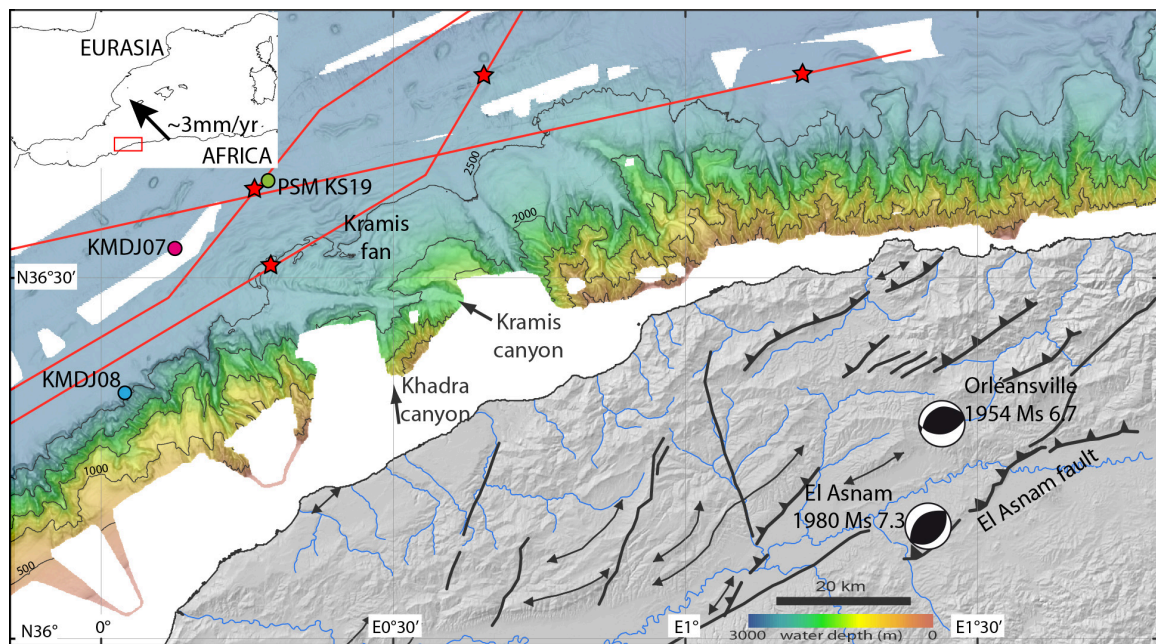 EURASIA
~3mm/yr
AFRICA
PSM KS19
2500
2000
KMDJ07
Kramis
fan
N36°30′
Kramis
canyon
KMDJ08
Khadra
canyon
Orléansville
1954 Ms 6.7
1000
El Asnam
1980 Ms 7.3
El Asnam fault
500
20 km
N36°
0°
E0°30′
E1°
3000 water depth (m) 0
E1°30′